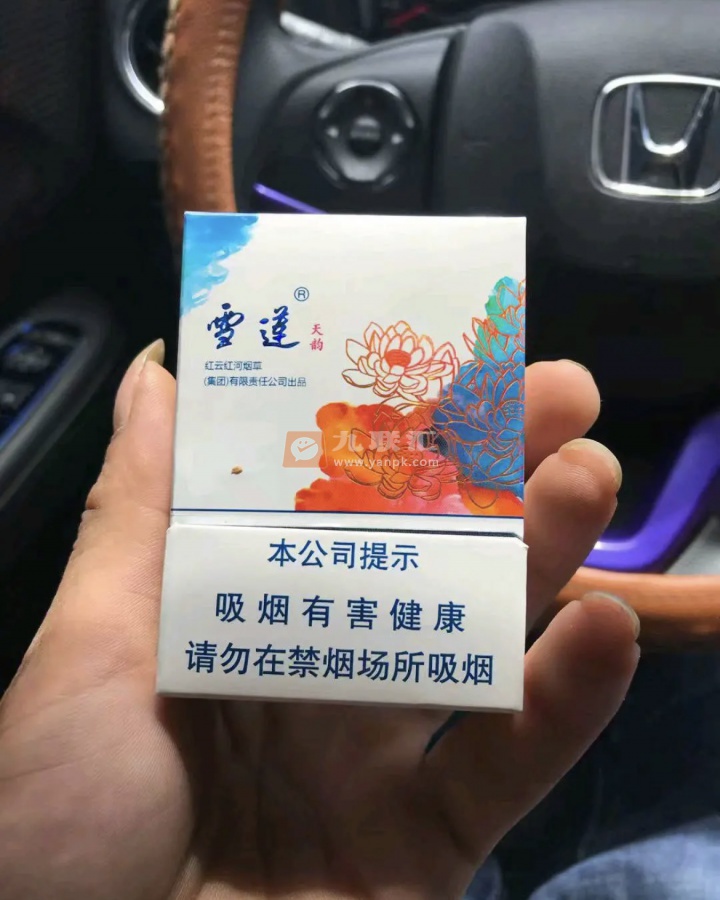 雪莲®
天韵
红云红河烟草
(集团)有限责任公司出品
九联汇
www.yanpk.com
本公司提示
吸烟有害健康
请勿在禁烟场所吸烟